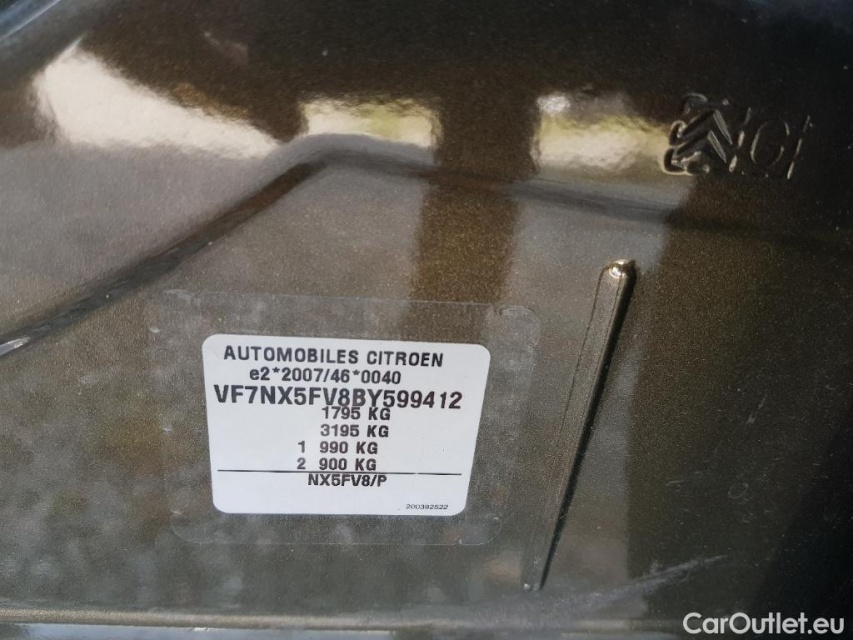 AUTOMOBILES CITROEN
e2*2007/46*0040
VF7NX5FV8BY599412
1795 KG
3195 KG
1 990 KG
2 900 KG
NX5FV8/P
200392522
CarOutlet.eu